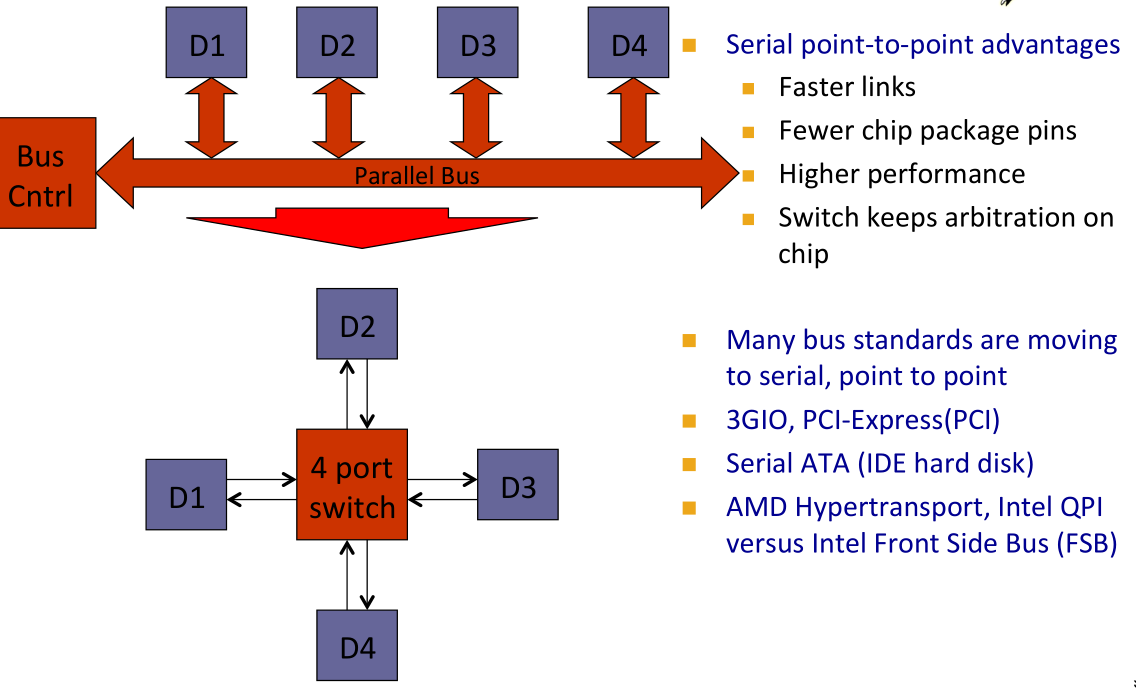 D1
D2
D3
D4
Bus
Cntrl
Parallel Bus
D2
D1
4 port
switch
D3
D4
Serial point-to-point advantages
Faster links
Fewer chip package pins
Higher performance
Switch keeps arbitration on
chip
Many bus standards are moving
to serial, point to point
3GIO, PCI-Express(PCI)
Serial ATA (IDE hard disk)
AMD Hypertransport, Intel QPI
versus Intel Front Side Bus (FSB)